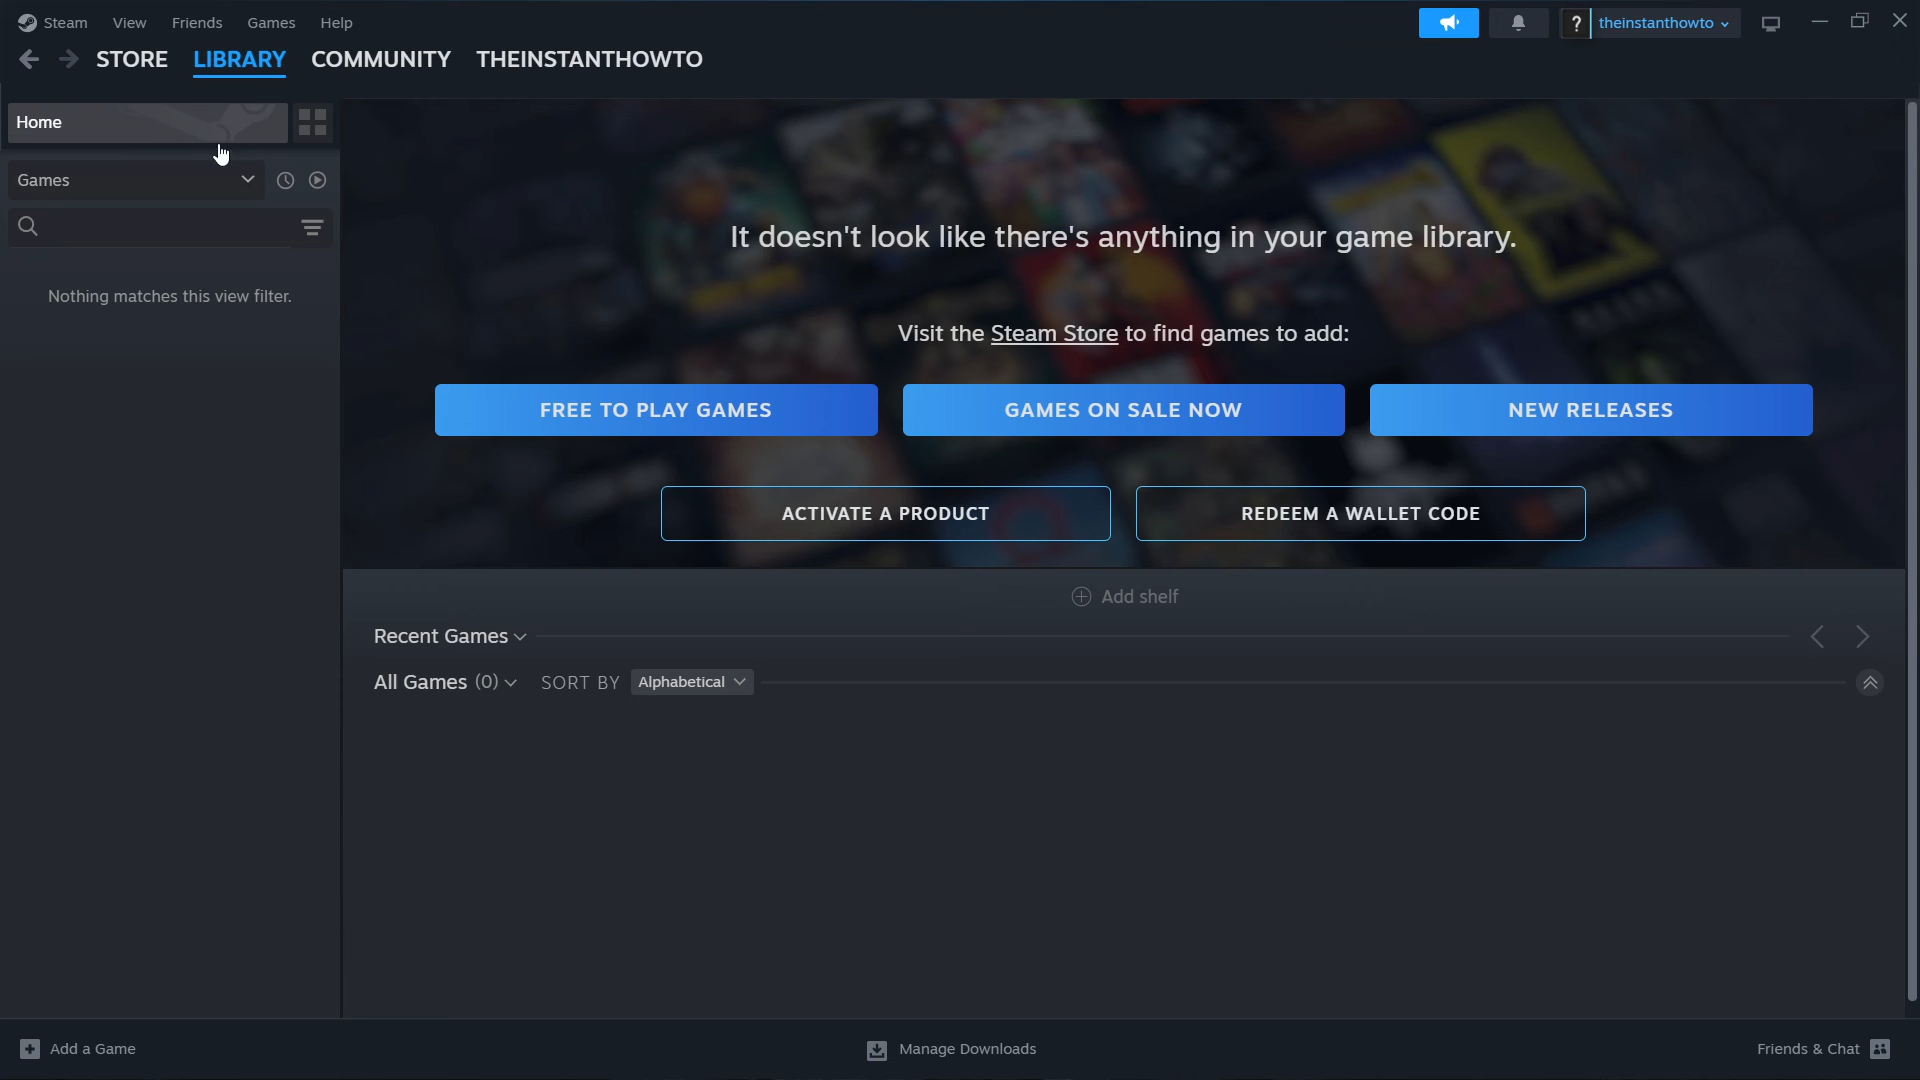 Steam View Friends Games Help
? theinstanthowto
STORE LIBRARY COMMUNITY THEINSTANTHOWTO
Home
Games
Nothing matches this view filter.
It doesn't look like there's anything in your game library.
Visit the Steam Store to find games to add:
FREE TO PLAY GAMES GAMES ON SALE NOW NEW RELEASES
ACTIVATE A PRODUCT REDEEM A WALLET CODE
Add shelf
Recent Games
All Games (0) SORT BY Alphabetical
Add a Game Manage Downloads Friends & Chat